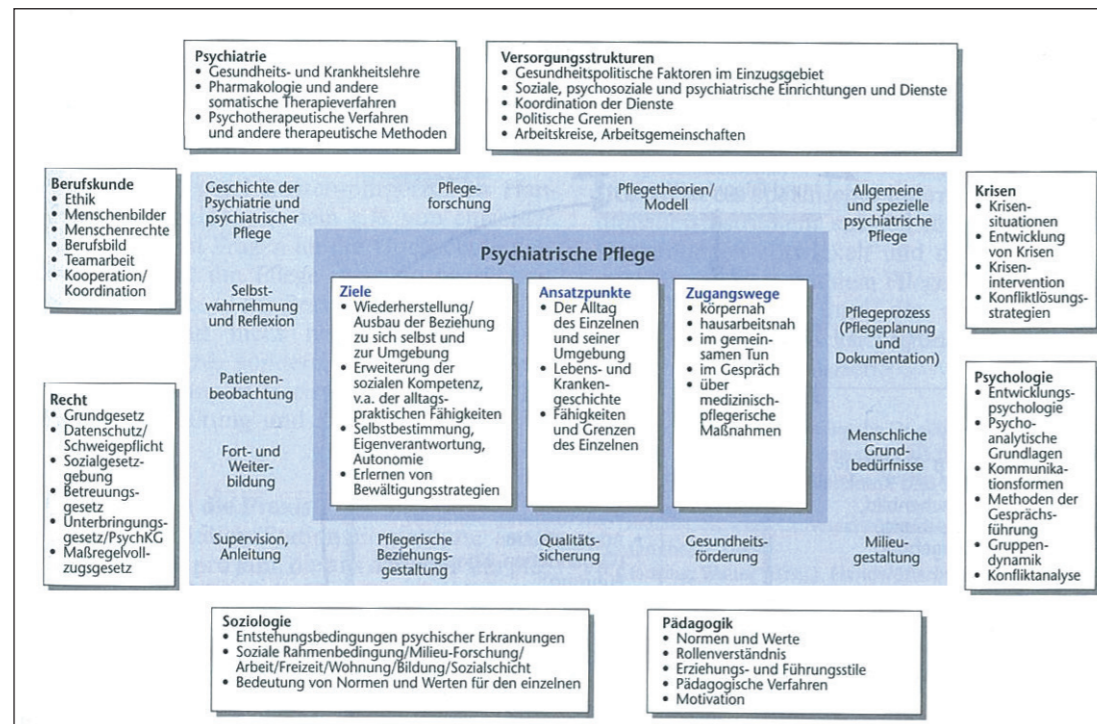 Psychiatrie
• Gesundheits- und Krankheitslehre
• Pharmakologie und andere
somatische Therapieverfahren
• Psychotherapeutische Verfahren
und andere therapeutische Methoden
Versorgungsstrukturen
• Gesundheitspolitische Faktoren im Einzugsgebiet
• Soziale, psychosoziale und psychiatrische Einrichtungen und Dienste
• Koordination der Dienste
• Politische Gremien
• Arbeitskreise, Arbeitsgemeinschaften
Berufskunde
• Ethik
• Menschenbilder
• Menschenrechte
• Berufsbild
• Teamarbeit
• Kooperation/
Koordination
Geschichte der
Psychiatrie und
psychiatrischer
Pflege
Pflege-
forschung
Pflegetheorien/
Modell
Allgemeine
und spezielle
psychiatrische
Pflege
Krisen
• Krisen-
situationen
• Entwicklung
von Krisen
• Krisen-
intervention
• Konfliktlösungs-
strategien
Psychiatrische Pflege
Selbst-
wahrnehmung
und Reflexion
Ziele
• Wiederherstellung/
Ausbau der Beziehung
zu sich selbst und
zur Umgebung
• Erweiterung der
sozialen Kompetenz,
v.a. der alltags-
praktischen Fähigkeiten
• Selbstbestimmung,
Eigenverantwortung,
Autonomie
• Erlernen von
Bewältigungsstrategien
Ansatzpunkte
• Der Alltag
des Einzelnen
und seiner
Umgebung
• Lebens- und
Kranken-
geschichte
• Fähigkeiten
und Grenzen
des Einzelnen
Zugangswege
• körpernah
• hausarbeitsnah
• im gemein-
samen Tun
• im Gespräch
• über
medizinisch-
pflegerische
Maßnahmen
Pflegeprozess
(Pflegeplanung
und
Dokumentation)
Patienten-
beobachtung
Recht
• Grundgesetz
• Datenschutz/
Schweigepflicht
• Sozialgesetz-
gebung
• Betreuungs-
gesetz
• Unterbringungs-
gesetz/PsychKG
• Maßregelvoll-
zugsgesetz
Fort- und
Weiter-
bildung
Menschliche
Grund-
bedürfnisse
Psychologie
• Entwicklungs-
psychologie
• Psycho-
analytische
Grundlagen
• Kommunika-
tionsformen
• Methoden der
Gesprächs-
führung
• Gruppen-
dynamik
• Konfliktanalyse
Supervision,
Anleitung
Pflegerische
Beziehungs-
gestaltung
Qualitäts-
sicherung
Gesundheits-
förderung
Milieu-
gestaltung
Soziologie
• Entstehungsbedingungen psychischer Erkrankungen
• Soziale Rahmenbedingung/Milieu-Forschung/
Arbeit/Freizeit/Wohnung/Bildung/Sozialschicht
• Bedeutung von Normen und Werten für den einzelnen
Pädagogik
• Normen und Werte
• Rollenverständnis
• Erziehungs- und Führungsstile
• Pädagogische Verfahren
• Motivation